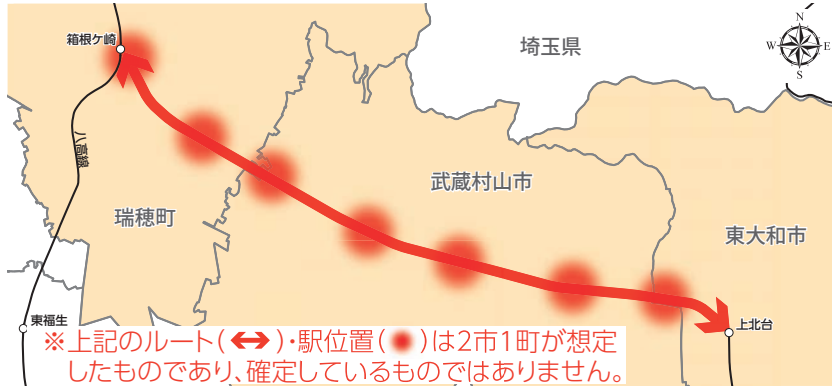 箱根ケ崎
埼玉県
N
W
E
S
八高線
武蔵村山市
瑞穂町
東大和市
東福生
上北台
※上記のルート(↔)・駅位置(●)は2市1町が想定
したものであり、確定しているものではありません。